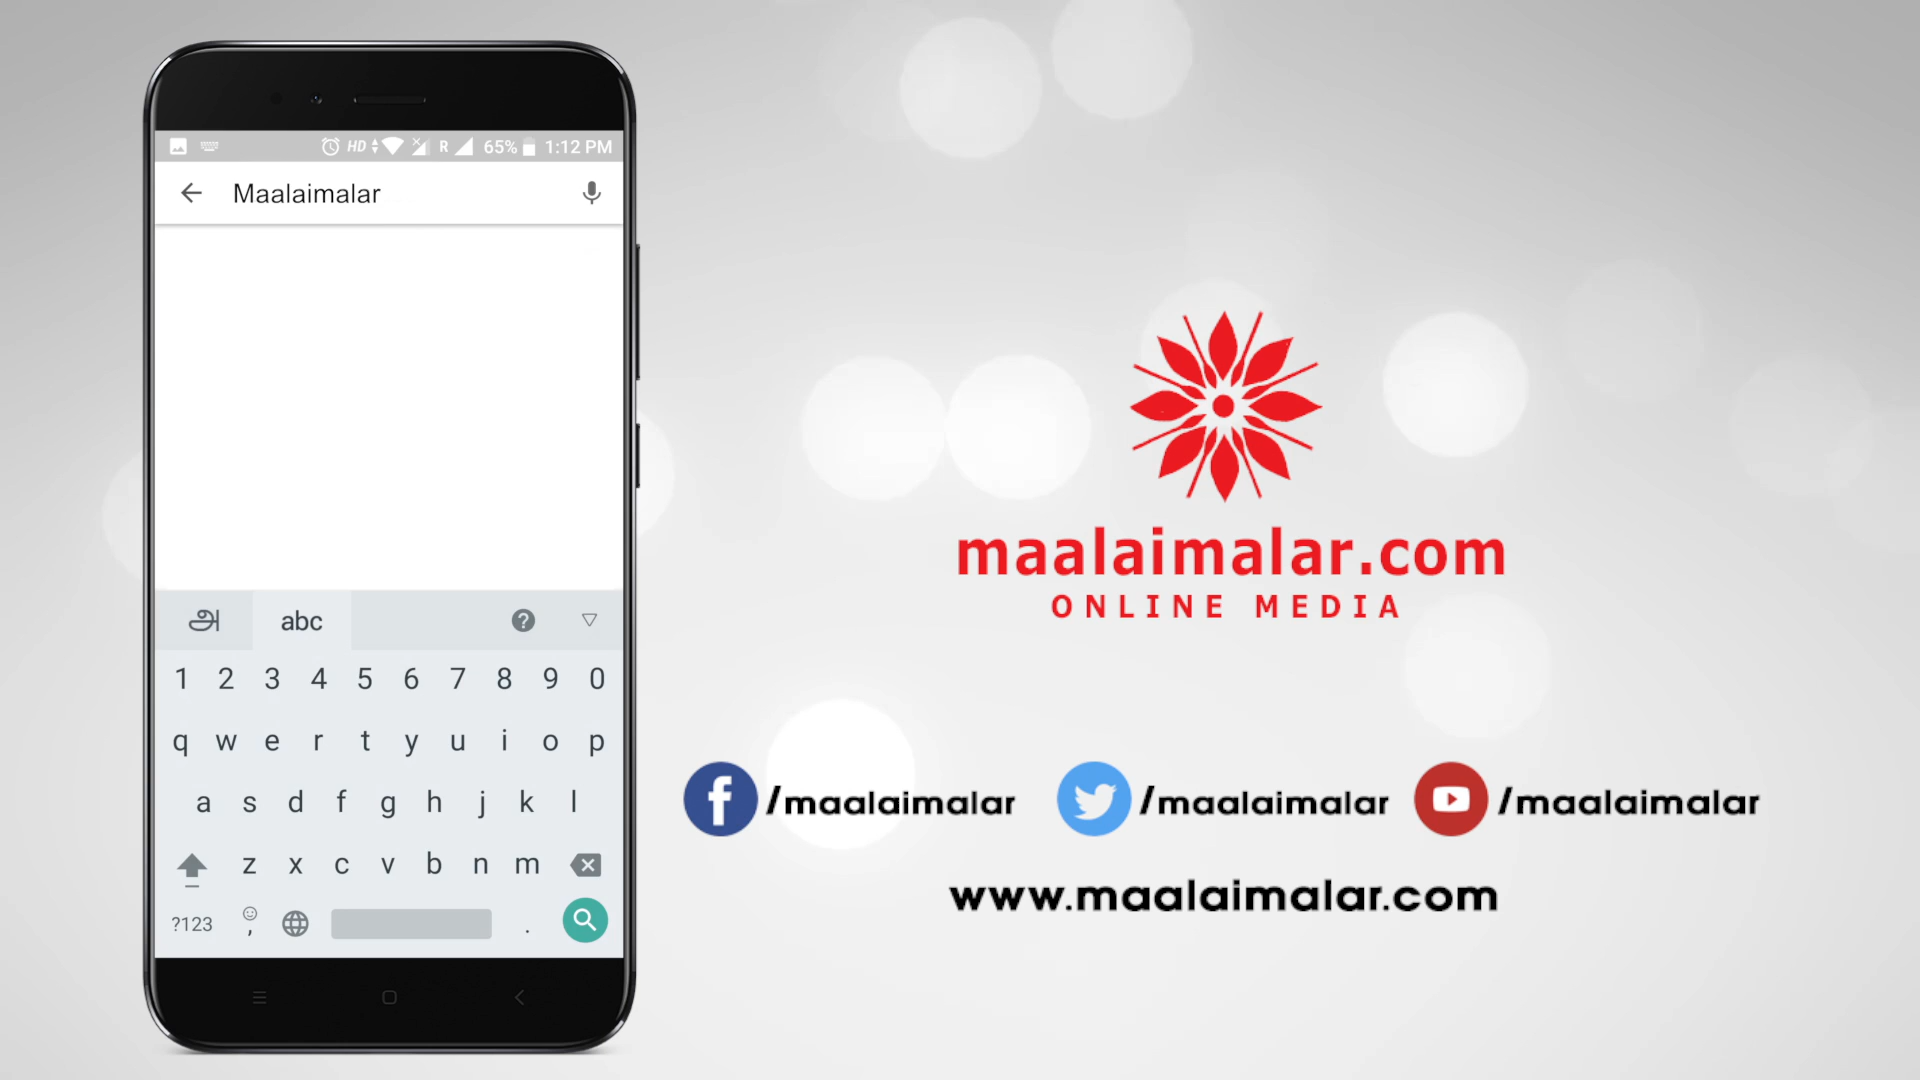 HD R 65% 1:12 PM
Maalaimalar
அ abc ?
1 2 3 4 5 6 7 8 9 0
q w e r t y u i o p
a s d f g h j k l
z x c v b n m
?123 , .
maalaimalar.com
ONLINE MEDIA
f /maalaimalar /maalaimalar /maalaimalar
www.maalaimalar.com